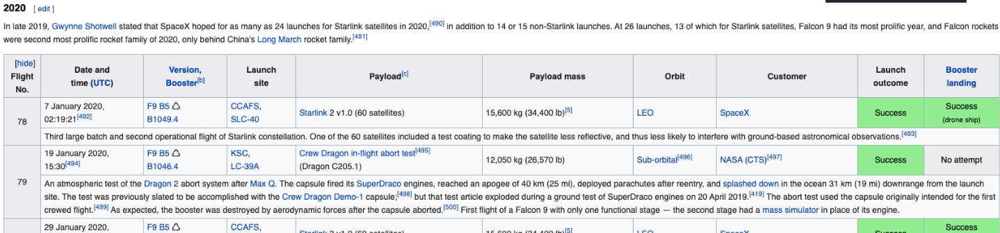 2020 [ edit ]
In late 2019, Gwynne Shotwell stated that SpaceX hoped for as many as 24 launches for Starlink satellites in 2020,[490] in addition to 14 or 15 non-Starlink launches. At 26 launches, 13 of which for Starlink satellites, Falcon 9 had its most prolific year, and Falcon rockets
were second most prolific rocket family of 2020, only behind China's Long March rocket family.[491]
[hide]
Flight
No.
Date and
time (UTC)
Version,
Booster[b]
Launch
site
Payload[c]
Payload mass
Orbit
Customer
Launch
outcome
Booster
landing
78
7 January 2020,
02:19:21[492]
F9 B5 ♺
B1049.4
CCAFS,
SLC-40
Starlink 2 v1.0 (60 satellites)
15,600 kg (34,400 lb)[5]
LEO
SpaceX
Success
Success
(drone ship)
Third large batch and second operational flight of Starlink constellation. One of the 60 satellites included a test coating to make the satellite less reflective, and thus less likely to interfere with ground-based astronomical observations.[493]
79
19 January 2020,
15:30[494]
F9 B5 ♺
B1046.4
KSC,
LC-39A
Crew Dragon in-flight abort test[495]
(Dragon C205.1)
12,050 kg (26,570 lb)
Sub-orbital[496]
NASA (CTS)[497]
Success
No attempt
An atmospheric test of the Dragon 2 abort system after Max Q. The capsule fired its SuperDraco engines, reached an apogee of 40 km (25 mi), deployed parachutes after reentry, and splashed down in the ocean 31 km (19 mi) downrange from the launch
site. The test was previously slated to be accomplished with the Crew Dragon Demo-1 capsule;[498] but that test article exploded during a ground test of SuperDraco engines on 20 April 2019.[419] The abort test used the capsule originally intended for the first
crewed flight.[499] As expected, the booster was destroyed by aerodynamic forces after the capsule aborted.[500] First flight of a Falcon 9 with only one functional stage — the second stage had a mass simulator in place of its engine.
29 January 2020,
F9 B5 ♺
CCAFS,
Starlink 3 v1.0 (60 satellites)
15,600 kg (34,400 lb)[5]
LEO
SpaceX
Success
Success